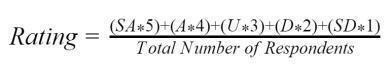 Rating = (SA*5)+(A*4)+(U*3)+(D*2)+(SD*1)
Total Number of Respondents